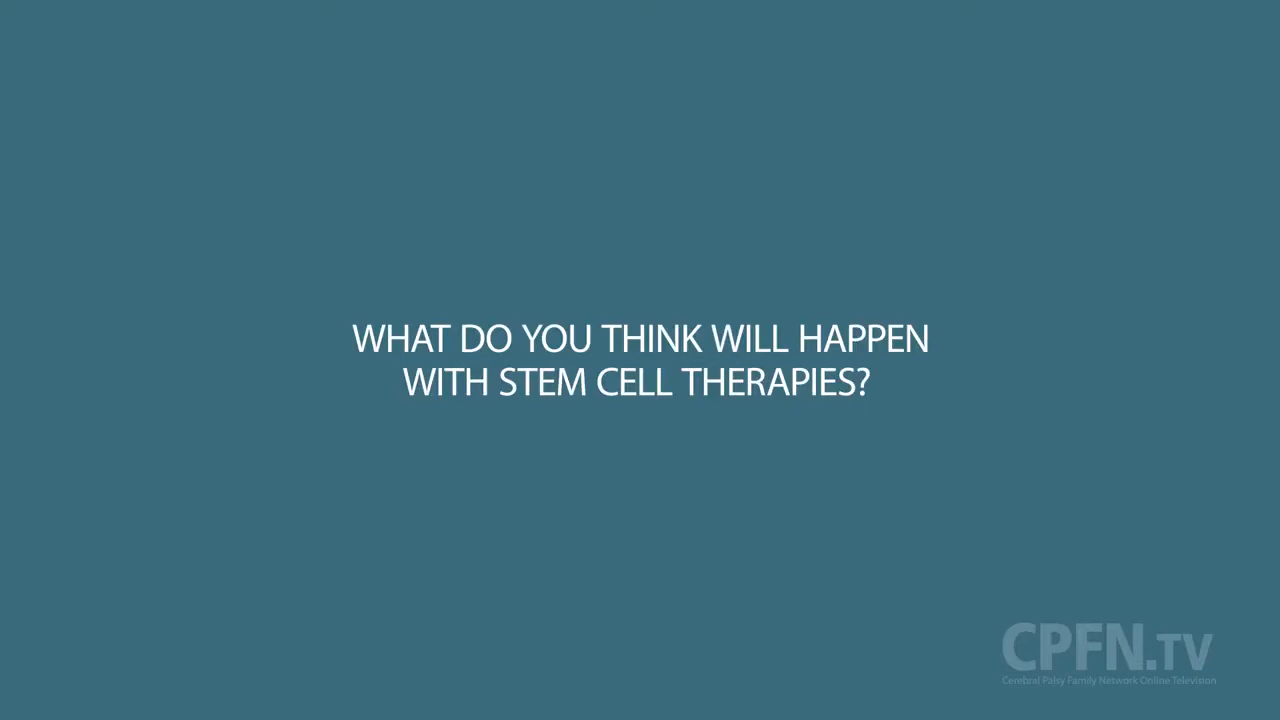 WHAT DO YOU THINK WILL HAPPEN
WITH STEM CELL THERAPIES?
CPFN.TV
Cerebral Palsy Family Network Online Television